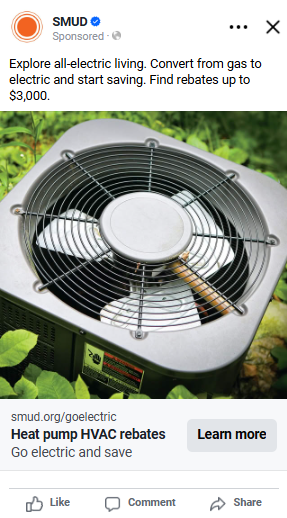 SMUD
Sponsored ·
Explore all-electric living. Convert from gas to
electric and start saving. Find rebates up to
$3,000.
smud.org/goelectric
Heat pump HVAC rebates
Learn more
Go electric and save
Like
Comment
Share